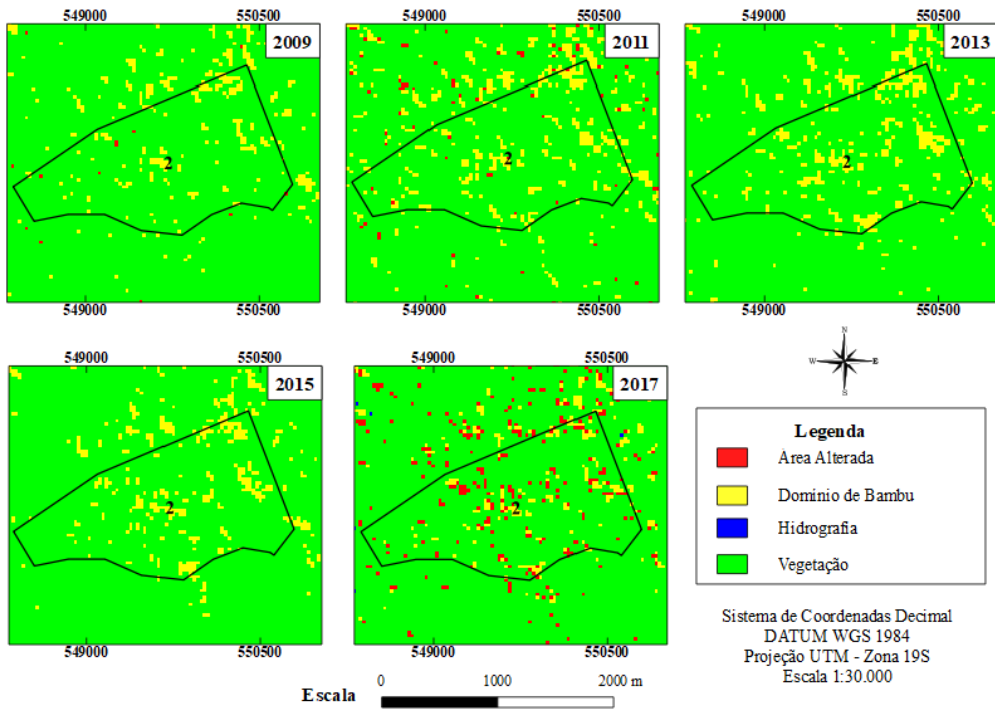 549000 550500
2009
2
549000 550500
549000 550500
2011
2
549000 550500
549000 550500
2013
2
549000 550500
549000 550500
2015
2
549000 550500
549000 550500
2017
2
549000 550500
N
W E
S
Legenda
Area Alterada
Dominio de Bambu
Hidrografia
Vegetação
Sistema de Coordenadas Decimal
DATUM WGS 1984
Projeção UTM - Zona 19S
Escala 1:30.000
Escala 0 1000 2000 m